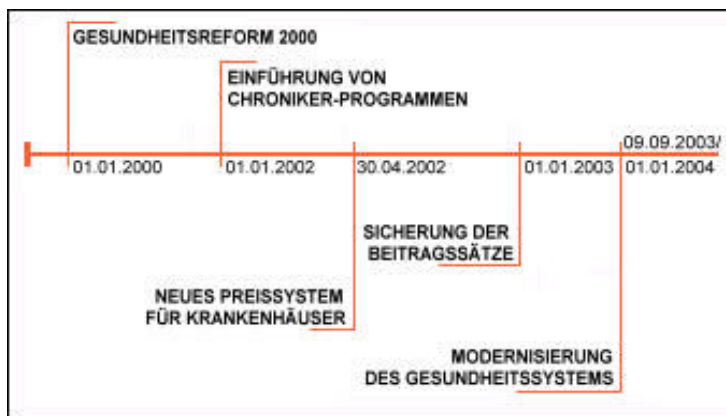 GESUNDHEITSREFORM 2000
EINFÜHRUNG VON
CHRONIKER-PROGRAMMEN
09.09.2003/
01.01.2000
01.01.2002
30.04.2002
01.01.2003
01.01.2004
SICHERUNG DER
BEITRAGSSÄTZE
NEUES PREISSYSTEM
FÜR KRANKENHÄUSER
MODERNISIERUNG
DES GESUNDHEITSSYSTEMS